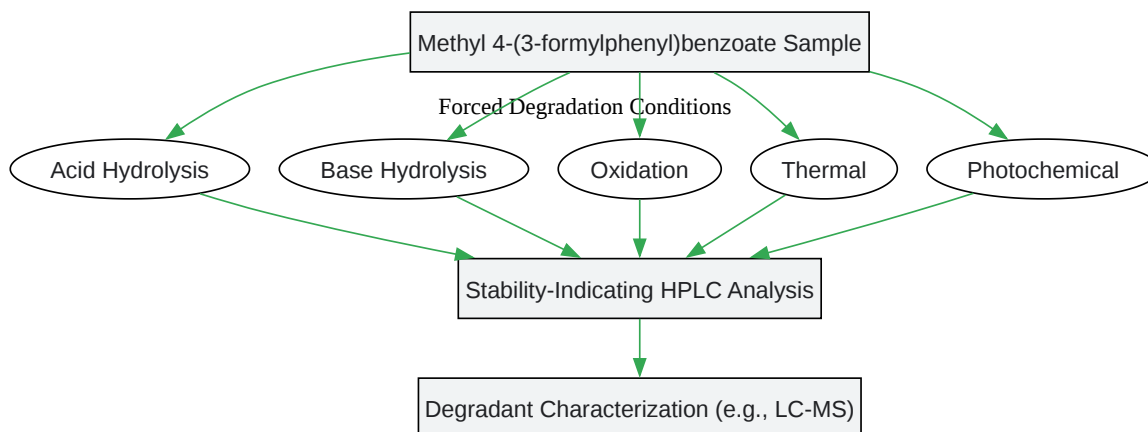 Methyl 4-(3-formylphenyl)benzoate Sample
Forced Degradation Conditions
Acid Hydrolysis
Base Hydrolysis
Oxidation
Thermal
Photochemical
Stability-Indicating HPLC Analysis
Degradant Characterization (e.g., LC-MS)